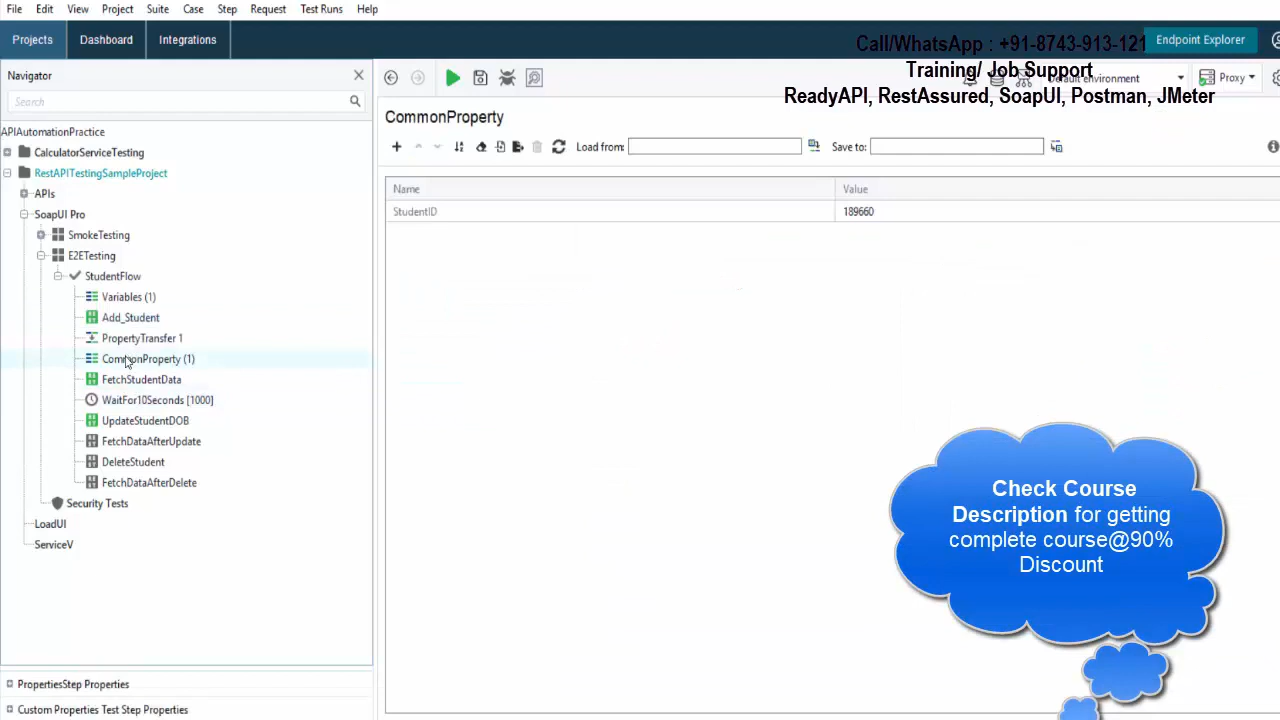 File Edit View Project Suite Case Step Request Test Runs Help
Projects Dashboard Integrations Endpoint Explorer
Call/WhatsApp : +91-8743-913-121
Training/ Job Support
ReadyAPI, RestAssured, SoapUI, Postman, JMeter
Navigator
Search
Default environment Proxy
APIAutomationPractice
CalculatorServiceTesting
RestAPITestingSampleProject
APIs
SoapUI Pro
SmokeTesting
E2ETesting
StudentFlow
Variables (1)
Add_Student
PropertyTransfer 1
CommonProperty (1)
FetchStudentData
WaitFor10Seconds [1000]
UpdateStudentDOB
FetchDataAfterUpdate
DeleteStudent
FetchDataAfterDelete
Security Tests
LoadUI
ServiceV
PropertiesStep Properties
Custom Properties Test Step Properties
CommonProperty
Load from: Save to:
Name Value
StudentID 189660
Check Course
Description for getting
complete course@90%
Discount